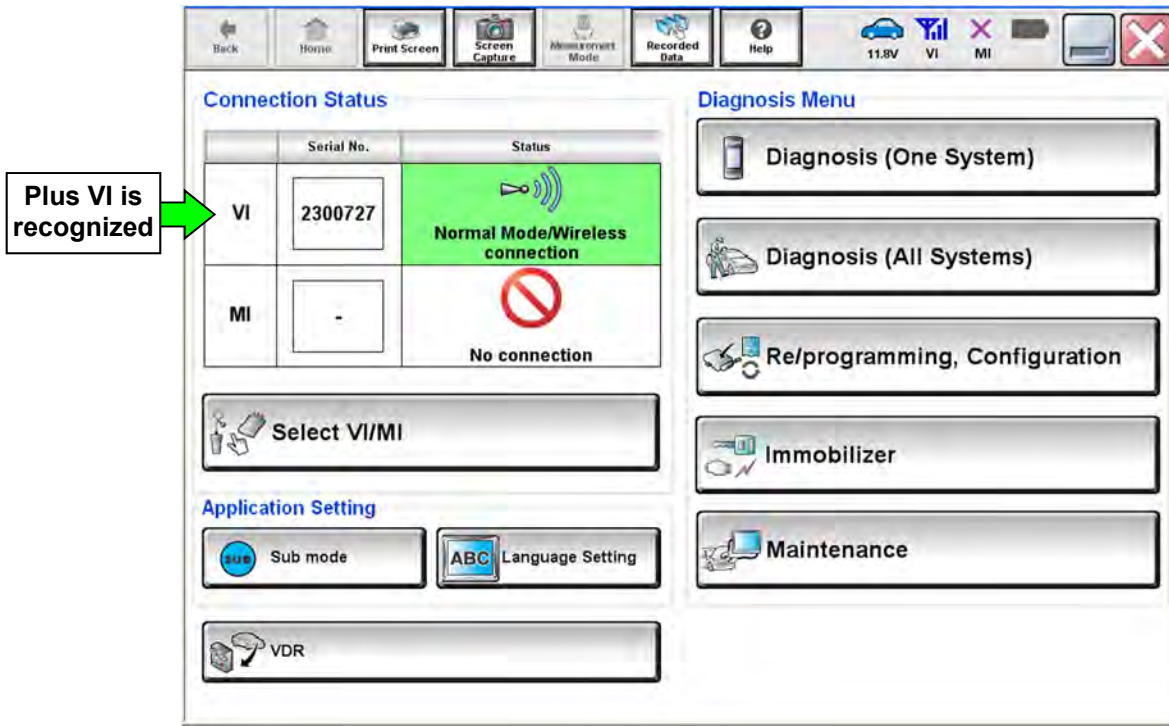 Back
Home
Print Screen
Screen
Capture
Measurement
Mode
Recorded
Data
Help
11.8V
VI
MI
Connection Status
Serial No.
Status
Plus VI is
recognized
VI
2300727
Normal Mode/Wireless
connection
MI
-
No connection
Select VI/MI
Application Setting
SUB
Sub mode
ABC
Language Setting
VDR
Diagnosis Menu
Diagnosis (One System)
Diagnosis (All Systems)
Re/programming, Configuration
Immobilizer
Maintenance